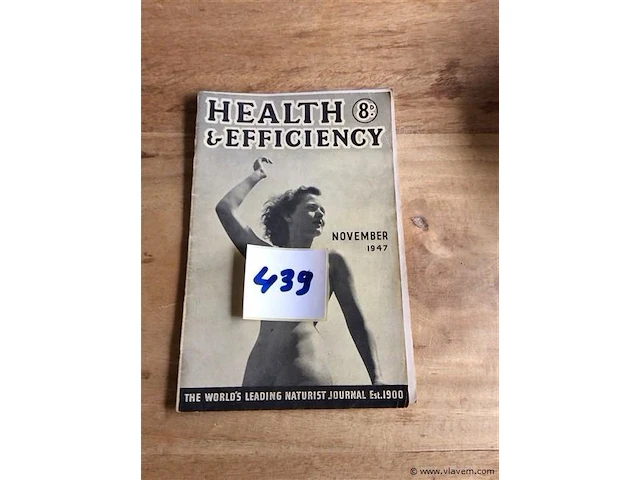 HEALTH 8D.
& EFFICIENCY
NOVEMBER
1947
439
THE WORLD'S LEADING NATURIST JOURNAL Est. 1900
© www.vlavem.com